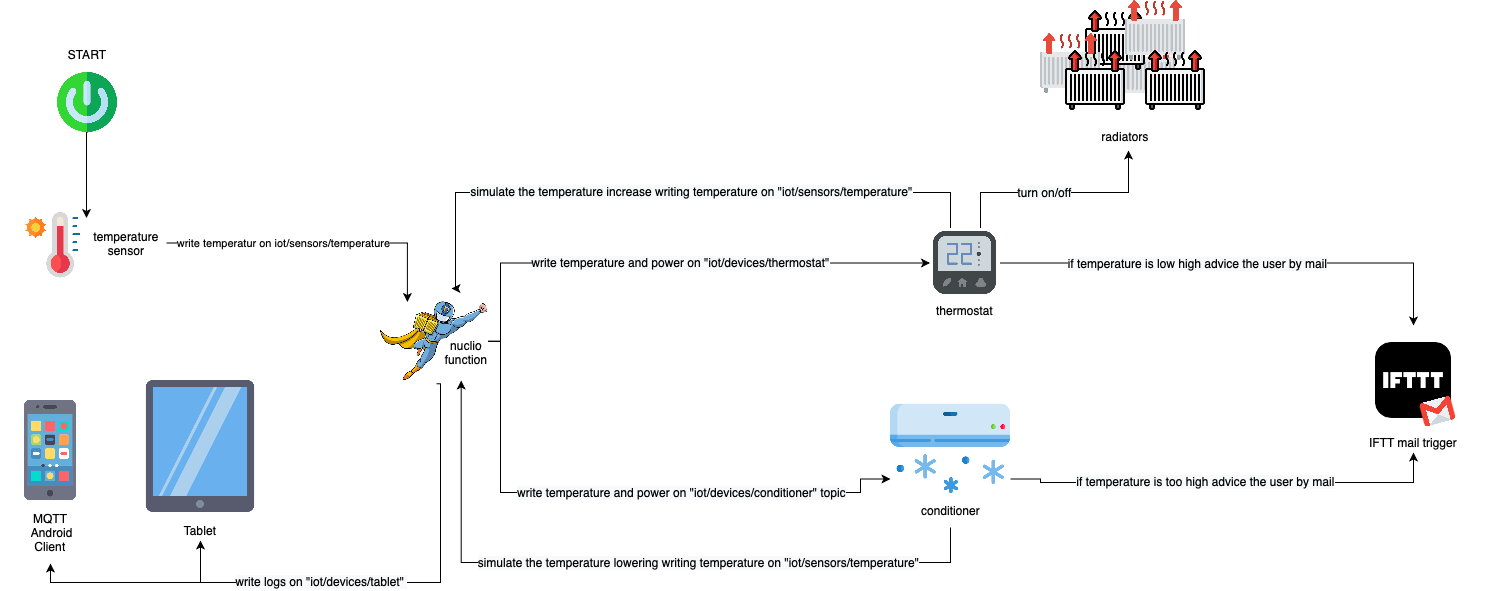 START
radiators
simulate the temperature increase writing temperature on "iot/sensors/temperature"
turn on/off
temperature
sensor
write temperatur on iot/sensors/temperature
22
write temperature and power on "iot/devices/thermostat"
if temperature is low high advice the user by mail
thermostat
nuclio
function
IFTTT
IFTT mail trigger
write temperature and power on "iot/devices/conditioner" topic
if temperature is too high advice the user by mail
conditioner
MQTT
Android
Client
Tablet
simulate the temperature lowering writing temperature on "iot/sensors/temperature"
write logs on "iot/devices/tablet"